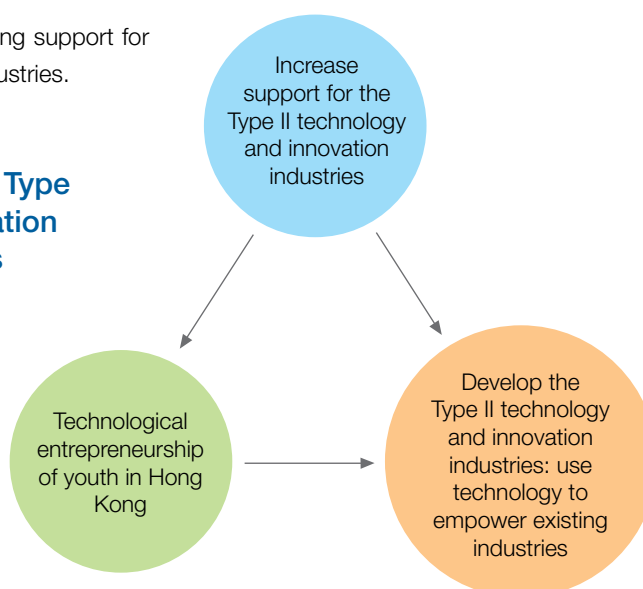 ng support for
ustries.
Type
ation
s
Increase
support for the
Type II technology
and innovation
industries
Technological
entrepreneurship
of youth in Hong
Kong
Develop the
Type II technology
and innovation
industries: use
technology to
empower existing
industries